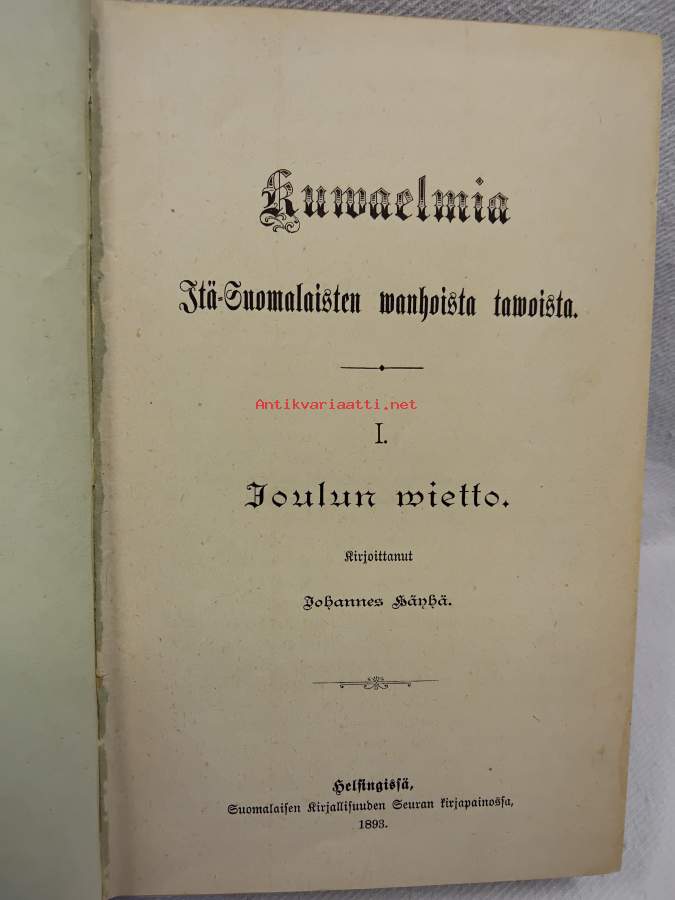 Kuwaelmia
Itä-Suomalaisten wanhoista tawoista.
Antikvariaatti.net
I.
Joulun wietto.
Kirjoittanut
Johannes Häyhä.
Helsingissä,
Suomalaisen Kirjallisuuden Seuran kirjapainossa,
1893.